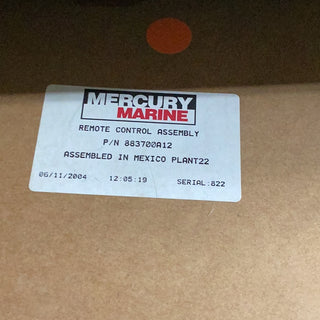 MERCURY
MARINE
REMOTE CONTROL ASSEMBLY
P/N 883700A12
ASSEMBLED IN MEXICO PLANT22
06/11/2004 12:05:19 SERIAL:822